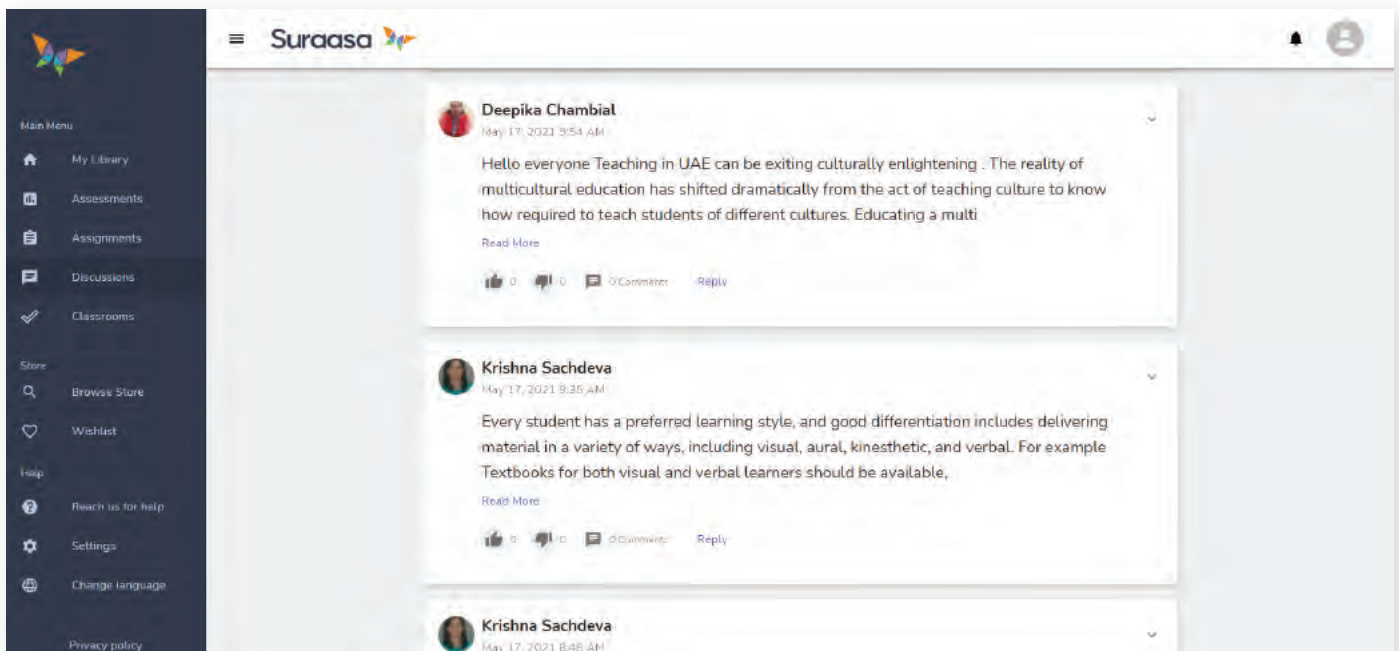 Suraasa
Main Menu
My Library
Assessments
Assignments
Discussions
Classrooms
Store
Browse Store
Wishlist
Help
Reach us for help
Settings
Change language
Privacy policy
Deepika Chambial
May 17, 2021 9:54 AM
Hello everyone Teaching in UAE can be exiting culturally enlightening . The reality of
multicultural education has shifted dramatically from the act of teaching culture to know
how required to teach students of different cultures. Educating a multi
Read More
0 0 0 Comments Reply
Krishna Sachdeva
May 17, 2021 9:35 AM
Every student has a preferred learning style, and good differentiation includes delivering
material in a variety of ways, including visual, aural, kinesthetic, and verbal. For example
Textbooks for both visual and verbal learners should be available,
Read More
0 0 0 Comments Reply
Krishna Sachdeva
May 17, 2021 8:48 AM